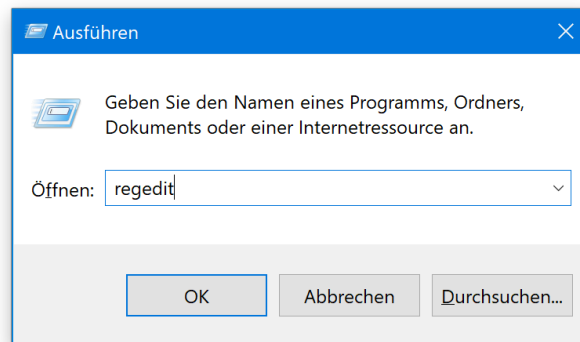 Ausführen
Geben Sie den Namen eines Programms, Ordners,
Dokuments oder einer Internetressource an.
Öffnen: regedit
OK Abbrechen Durchsuchen...